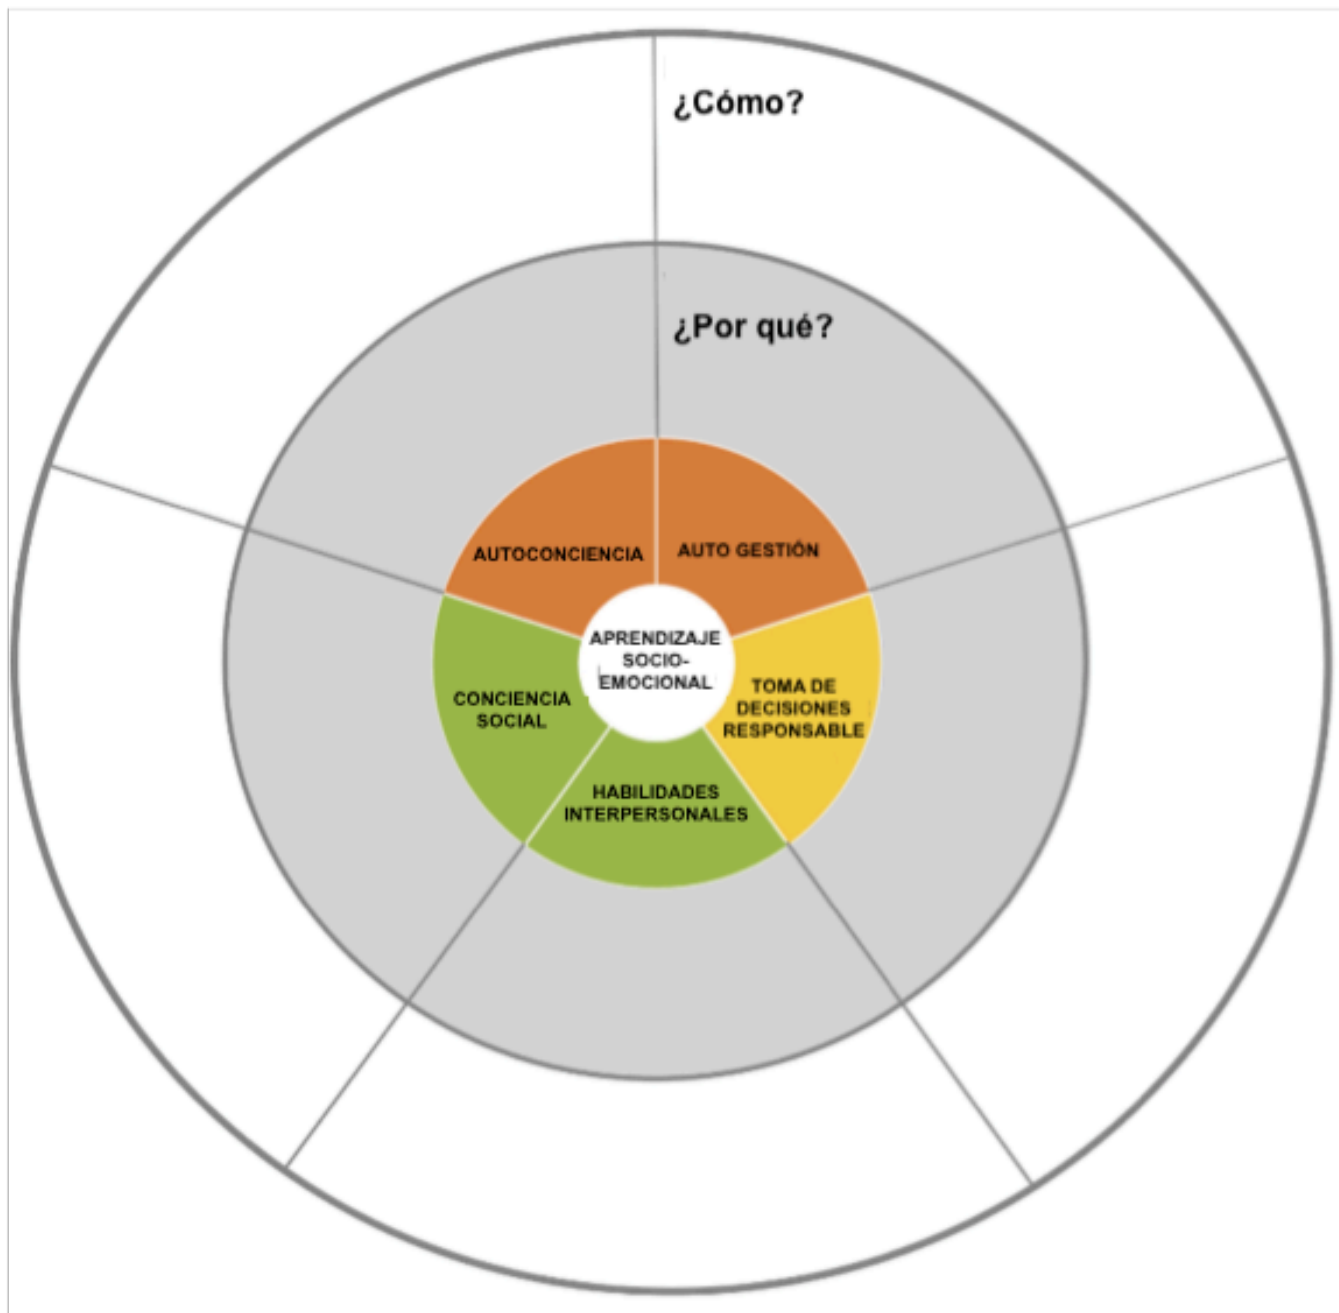 ¿Cómo?
¿Por qué?
AUTOCONCIENCIA
AUTO GESTIÓN
APRENDIZAJE
SOCIO-
EMOCIONAL
CONCIENCIA
SOCIAL
TOMA DE
DECISIONES
RESPONSABLE
HABILIDADES
INTERPERSONALES